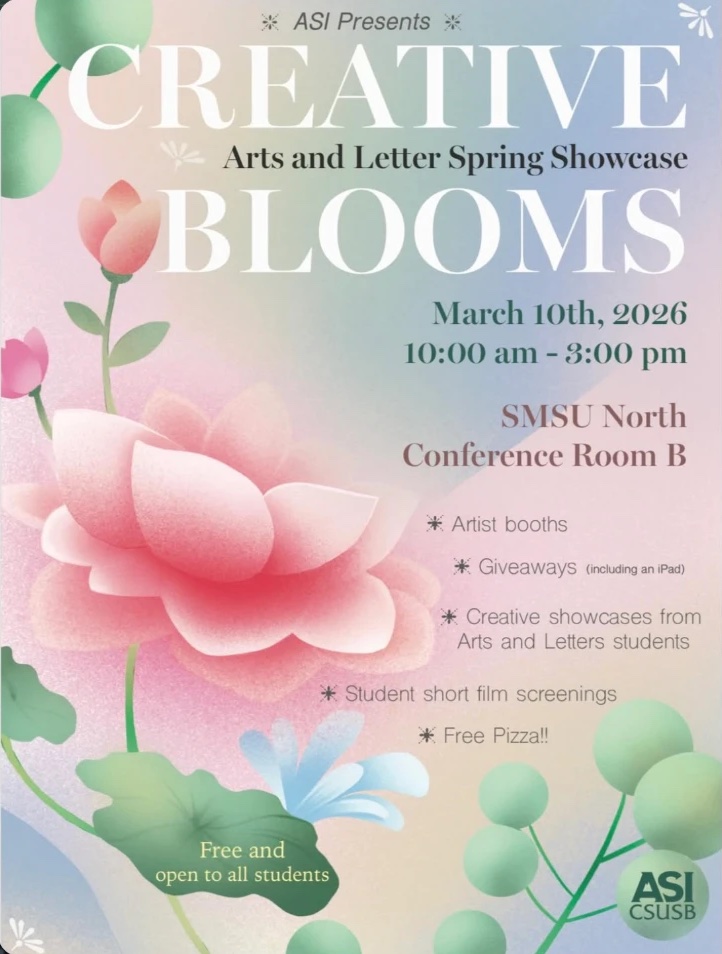 ASI Presents
CREATIVE
Arts and Letter Spring Showcase
BLOOMS
March 10th, 2026
10:00 am - 3:00 pm
SMSU North
Conference Room B
Artist booths
Giveaways (including an iPad)
Creative showcases from
Arts and Letters students
Student short film screenings
Free Pizza!!
Free and
open to all students
ASI
CSUSB